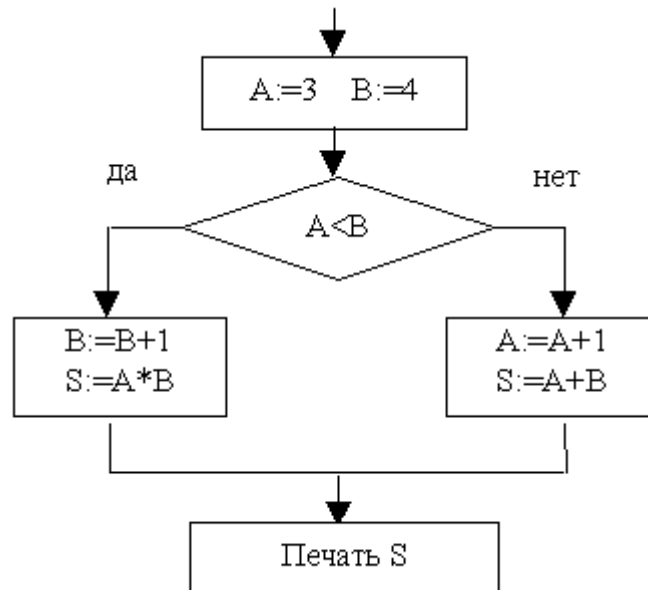 A:=3 B:=4
да
нет
A<B
B:=B+1
S:=A*B
A:=A+1
S:=A+B
Печать S